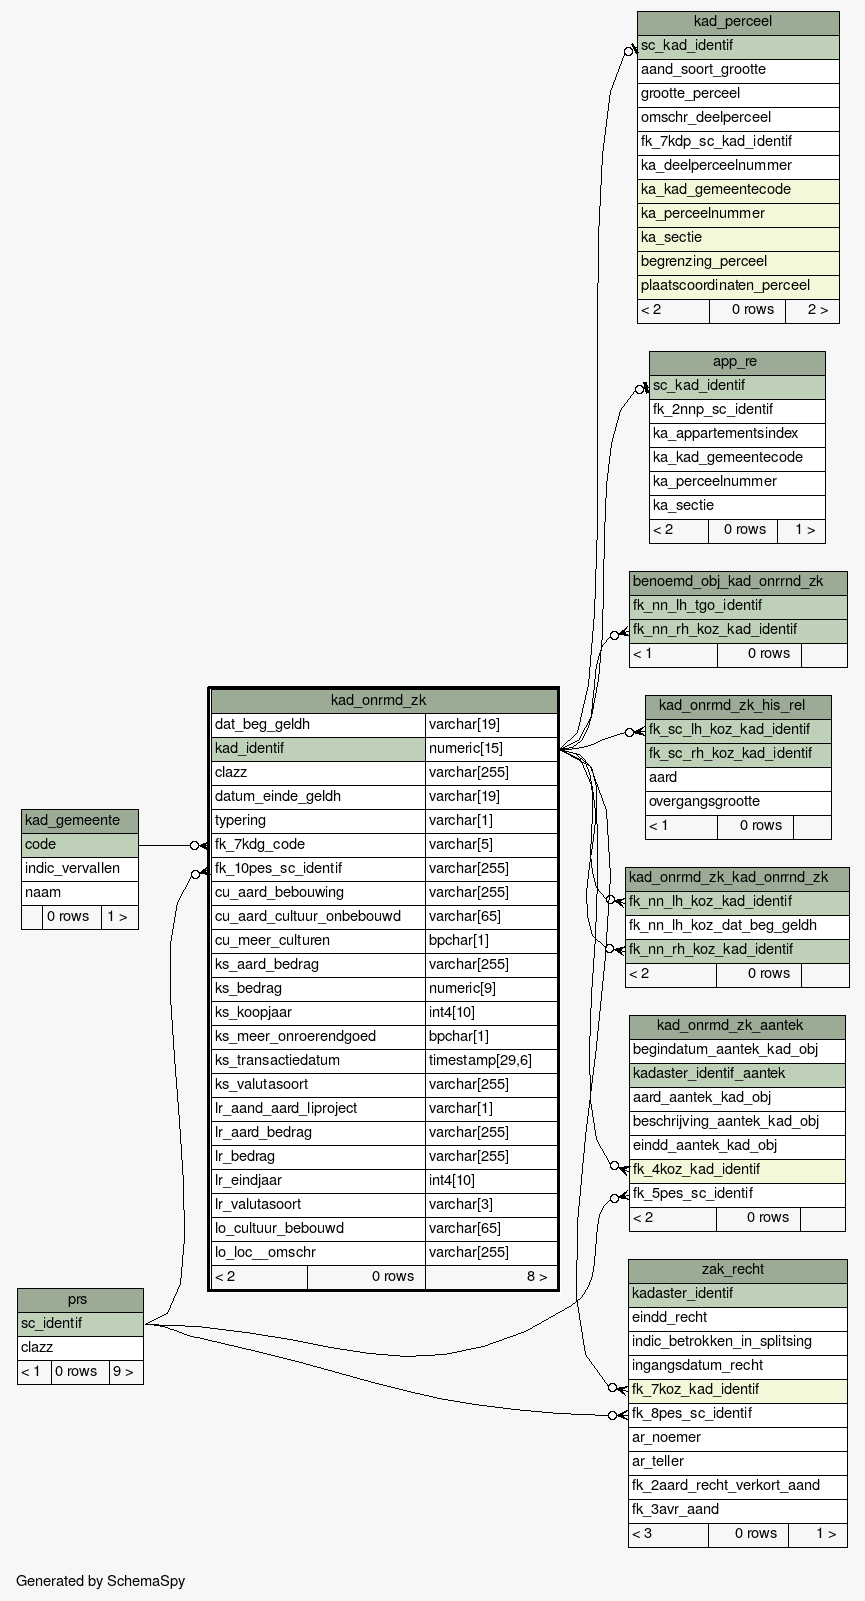 kad_perceel
sc_kad_identif
aand_soort_grootte
grootte_perceel
omschr_deelperceel
fk_7kdp_sc_kad_identif
ka_deelperceelnummer
ka_kad_gemeentecode
ka_perceelnummer
ka_sectie
begrenzing_perceel
plaatscoordinaten_perceel
< 2 0 rows 2 >
app_re
sc_kad_identif
fk_2nnp_sc_identif
ka_appartementsindex
ka_kad_gemeentecode
ka_perceelnummer
ka_sectie
< 2 0 rows 1 >
benoemd_obj_kad_onrrnd_zk
fk_nn_lh_tgo_identif
fk_nn_rh_koz_kad_identif
< 1 0 rows
kad_onrrnd_zk
dat_beg_geldh varchar[19]
kad_identif numeric[15]
clazz varchar[255]
datum_einde_geldh varchar[19]
typering varchar[1]
fk_7kdg_code varchar[5]
fk_10pes_sc_identif varchar[255]
cu_aard_bebouwing varchar[255]
cu_aard_cultuur_onbebouwd varchar[65]
cu_meer_culturen bpchar[1]
ks_aard_bedrag varchar[255]
ks_bedrag numeric[9]
ks_koopjaar int4[10]
ks_meer_onroerendgoed bpchar[1]
ks_transactiedatum timestamp[29,6]
ks_valutasoort varchar[255]
lr_aand_aard_liproject varchar[1]
lr_aard_bedrag varchar[255]
lr_bedrag varchar[255]
lr_eindjaar int4[10]
lr_valutasoort varchar[3]
lo_cultuur_bebouwd varchar[65]
lo_loc__omschr varchar[255]
< 2 0 rows 8 >
kad_onrrnd_zk_his_rel
fk_sc_lh_koz_kad_identif
fk_sc_rh_koz_kad_identif
aard
overgangsgrootte
< 1 0 rows
kad_gemeente
code
indic_vervallen
naam
0 rows 1 >
kad_onrrnd_zk_kad_onrrnd_zk
fk_nn_lh_koz_kad_identif
fk_nn_lh_koz_dat_beg_geldh
fk_nn_rh_koz_kad_identif
< 2 0 rows
kad_onrrnd_zk_aantek
begindatum_aantek_kad_obj
kadaster_identif_aantek
aard_aantek_kad_obj
beschrijving_aantek_kad_obj
eindd_aantek_kad_obj
fk_4koz_kad_identif
fk_5pes_sc_identif
< 2 0 rows
prs
sc_identif
clazz
< 1 0 rows 9 >
zak_recht
kadaster_identif
eindd_recht
indic_betrokken_in_splitsing
ingangsdatum_recht
fk_7koz_kad_identif
fk_8pes_sc_identif
ar_noemer
ar_teller
fk_2aard_recht_verkort_aand
fk_3avr_aand
< 3 0 rows 1 >
Generated by SchemaSpy